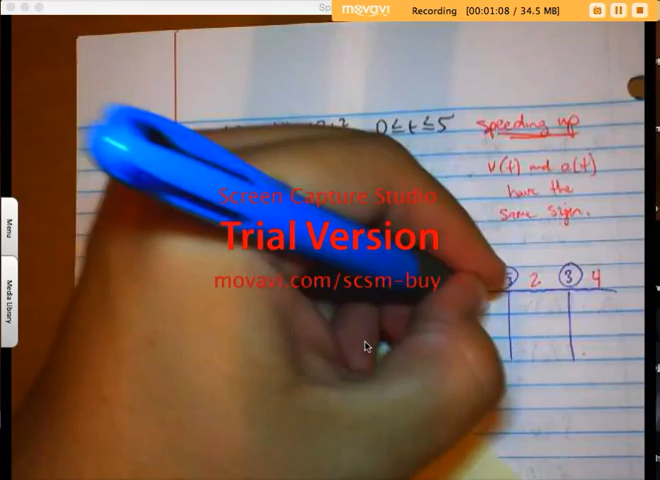 Sp
movavi
Recording [00:01:08 / 34.5 MB]
0 ≤ t ≤ 5
speeding up
v(t) and a(t)
have the
same sign.
Screen Capture Studio
Trial Version
movavi.com/scsm-buy
2 3 4
Menu
Media Library